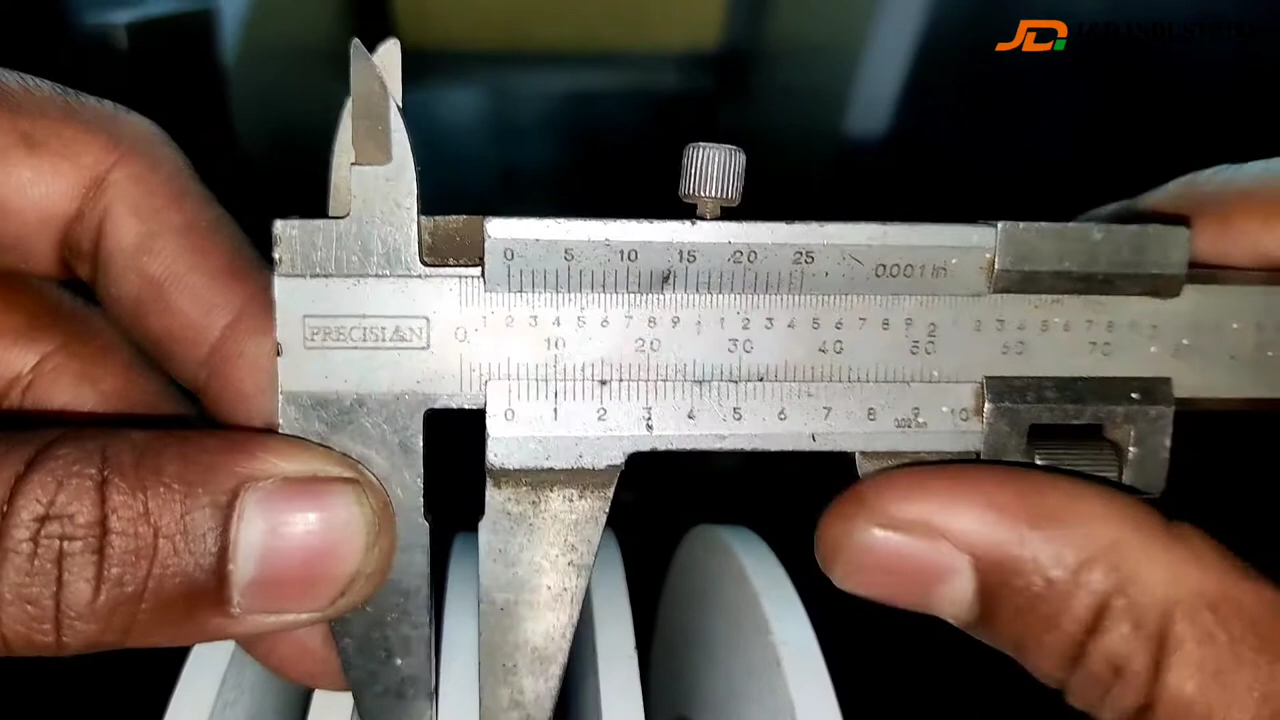 JD
0 5 10 15 20 25 0.001 in
PRECISIAN
0 1 2 3 4 5 6 7 8 9 1 1 2 3 4 5 6 7 8 9 2 2 3 4 5 6 7 8
10 20 30 40 50 60 70
0 1 2 3 4 5 6 7 8 9 10